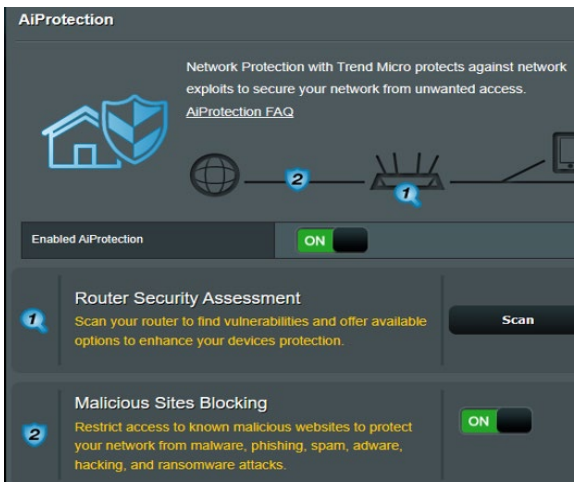 AiProtection
Network Protection with Trend Micro protects against network
exploits to secure your network from unwanted access.
AiProtection FAQ
2
1
Enabled AiProtection
ON
1
Router Security Assessment
Scan your router to find vulnerabilities and offer available
options to enhance your devices protection.
Scan
2
Malicious Sites Blocking
Restrict access to known malicious websites to protect
your network from malware, phishing, spam, adware,
hacking, and ransomware attacks.
ON